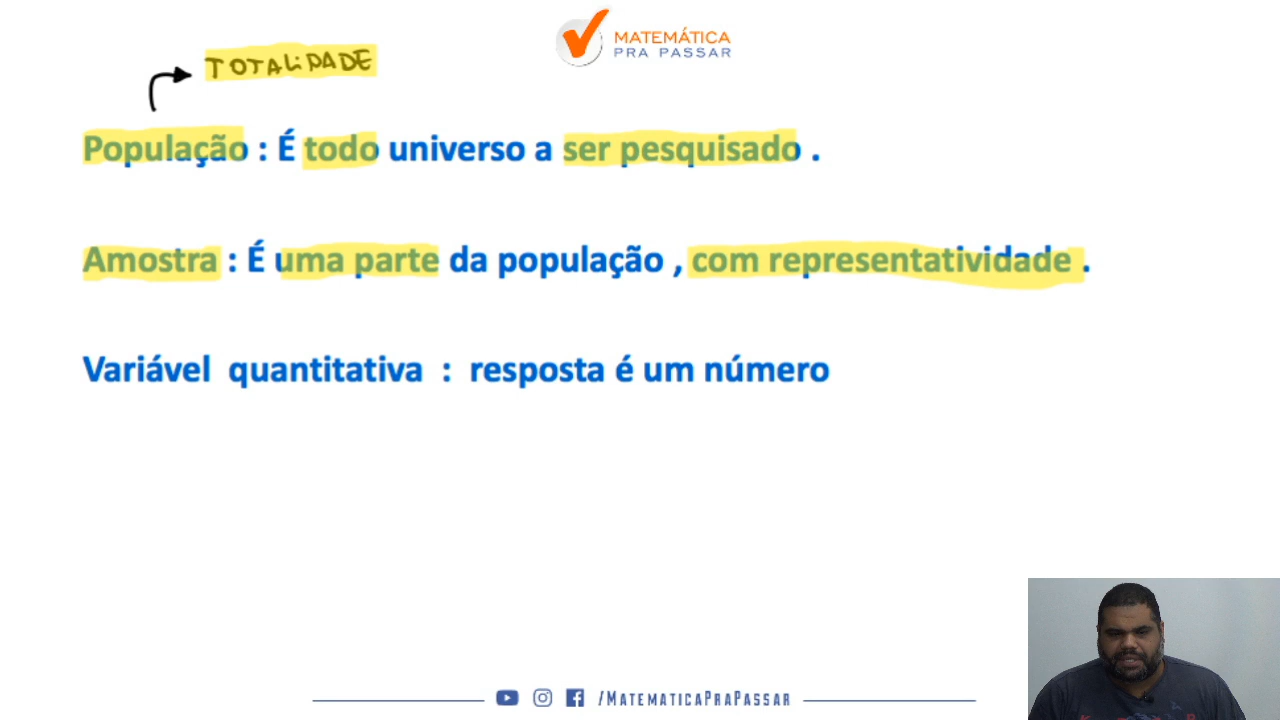 MATEMÁTICA
PRA PASSAR
TOTALIDADE
População : É todo universo a ser pesquisado .
Amostra : É uma parte da população , com representatividade .
Variável quantitativa : resposta é um número
/MATEMATICAPRAPASSAR